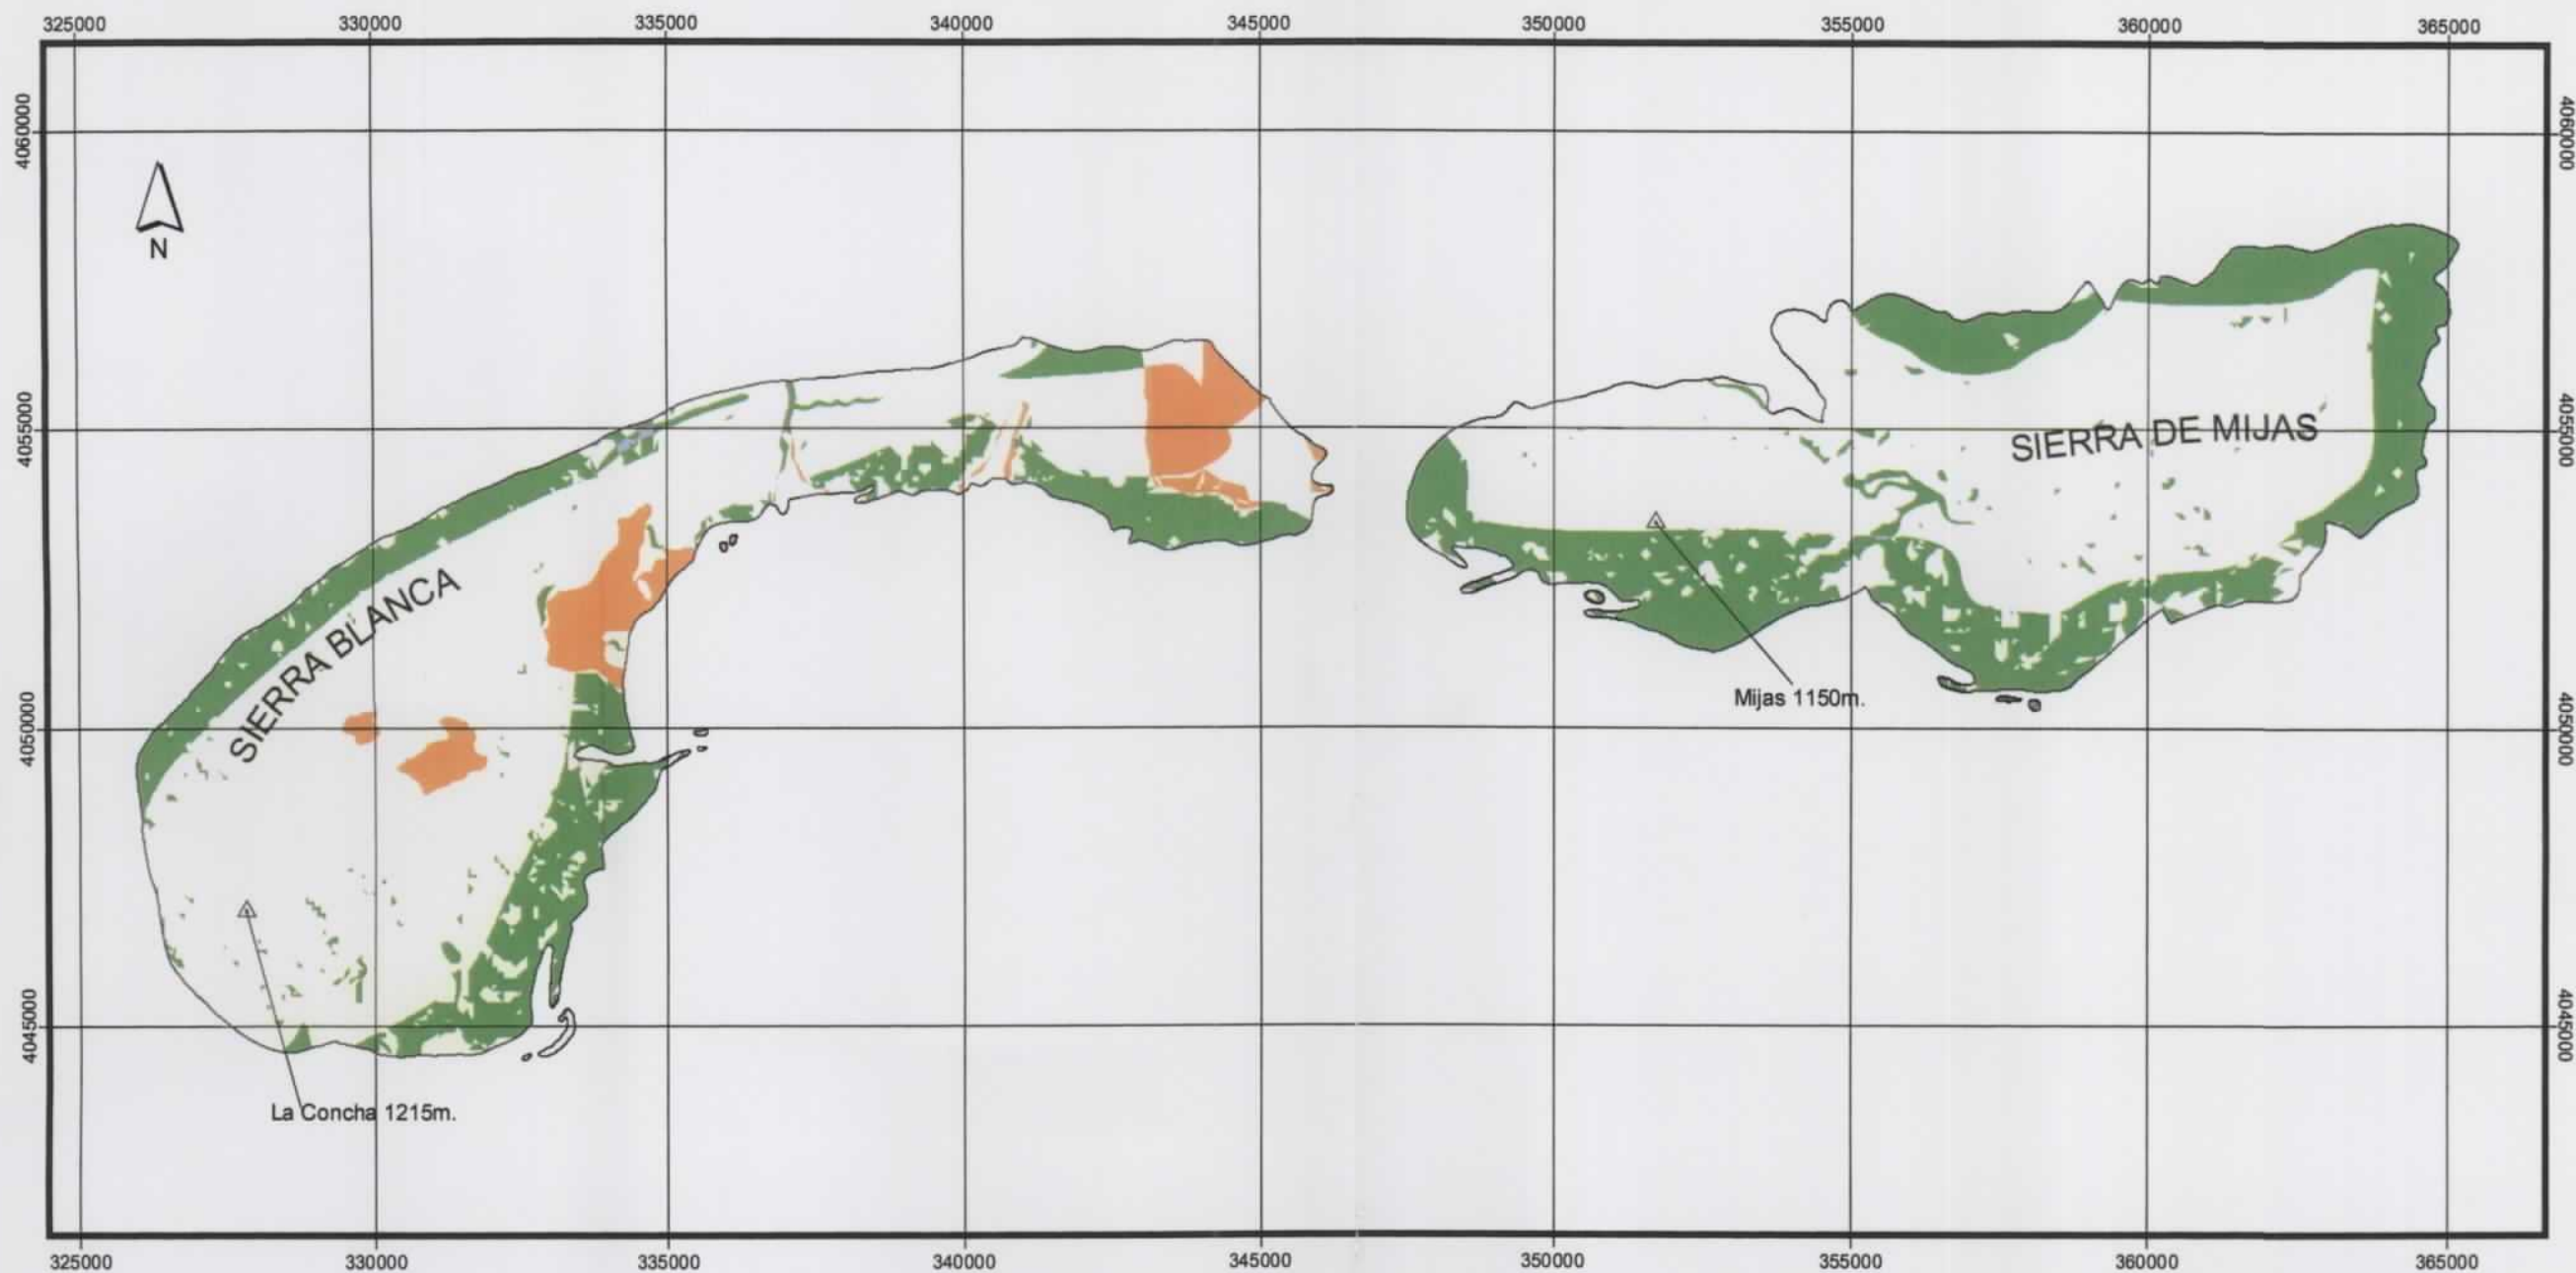 325000 330000 335000 340000 345000 350000 355000 360000 365000
4060000 4060000
N
4055000 4055000
SIERRA DE MIJAS
SIERRA BLANCA
Mijas 1150m.
4050000 4050000
4045000 4045000
La Concha 1215m.
325000 330000 335000 340000 345000 350000 355000 360000 365000